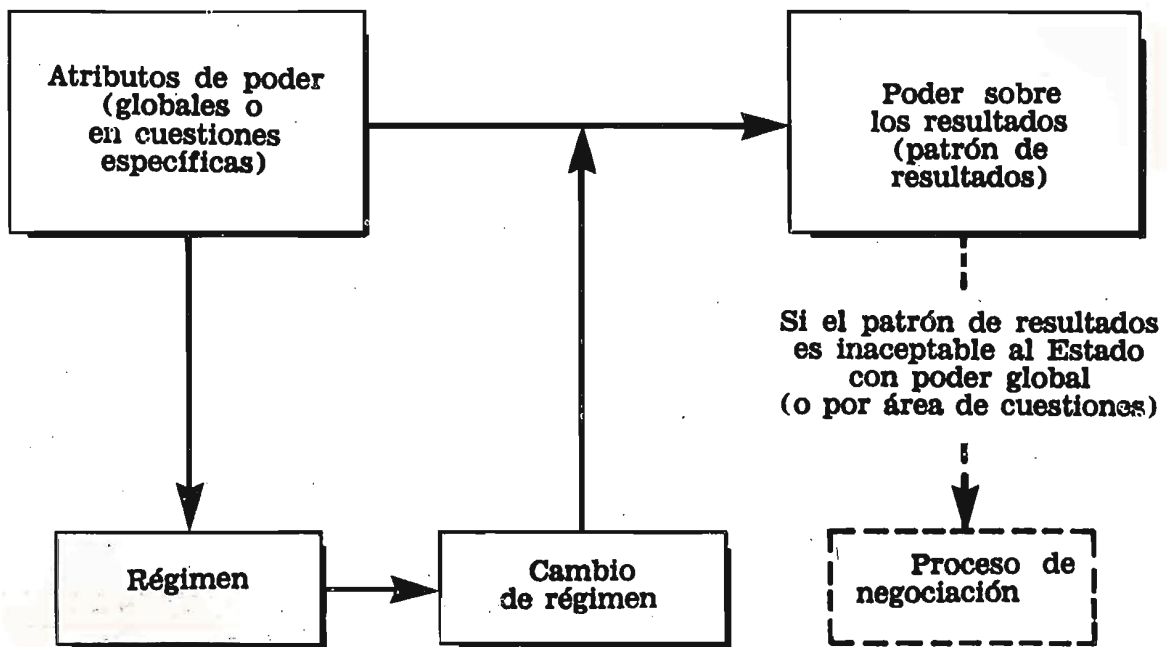 Atributos de poder
(globales o
en cuestiones
específicas)
Poder sobre
los resultados
(patrón de
resultados)
Si el patrón de resultados
es inaceptable al Estado
con poder global
(o por área de cuestiones)
Régimen
Cambio
de régimen
Proceso de
negociación